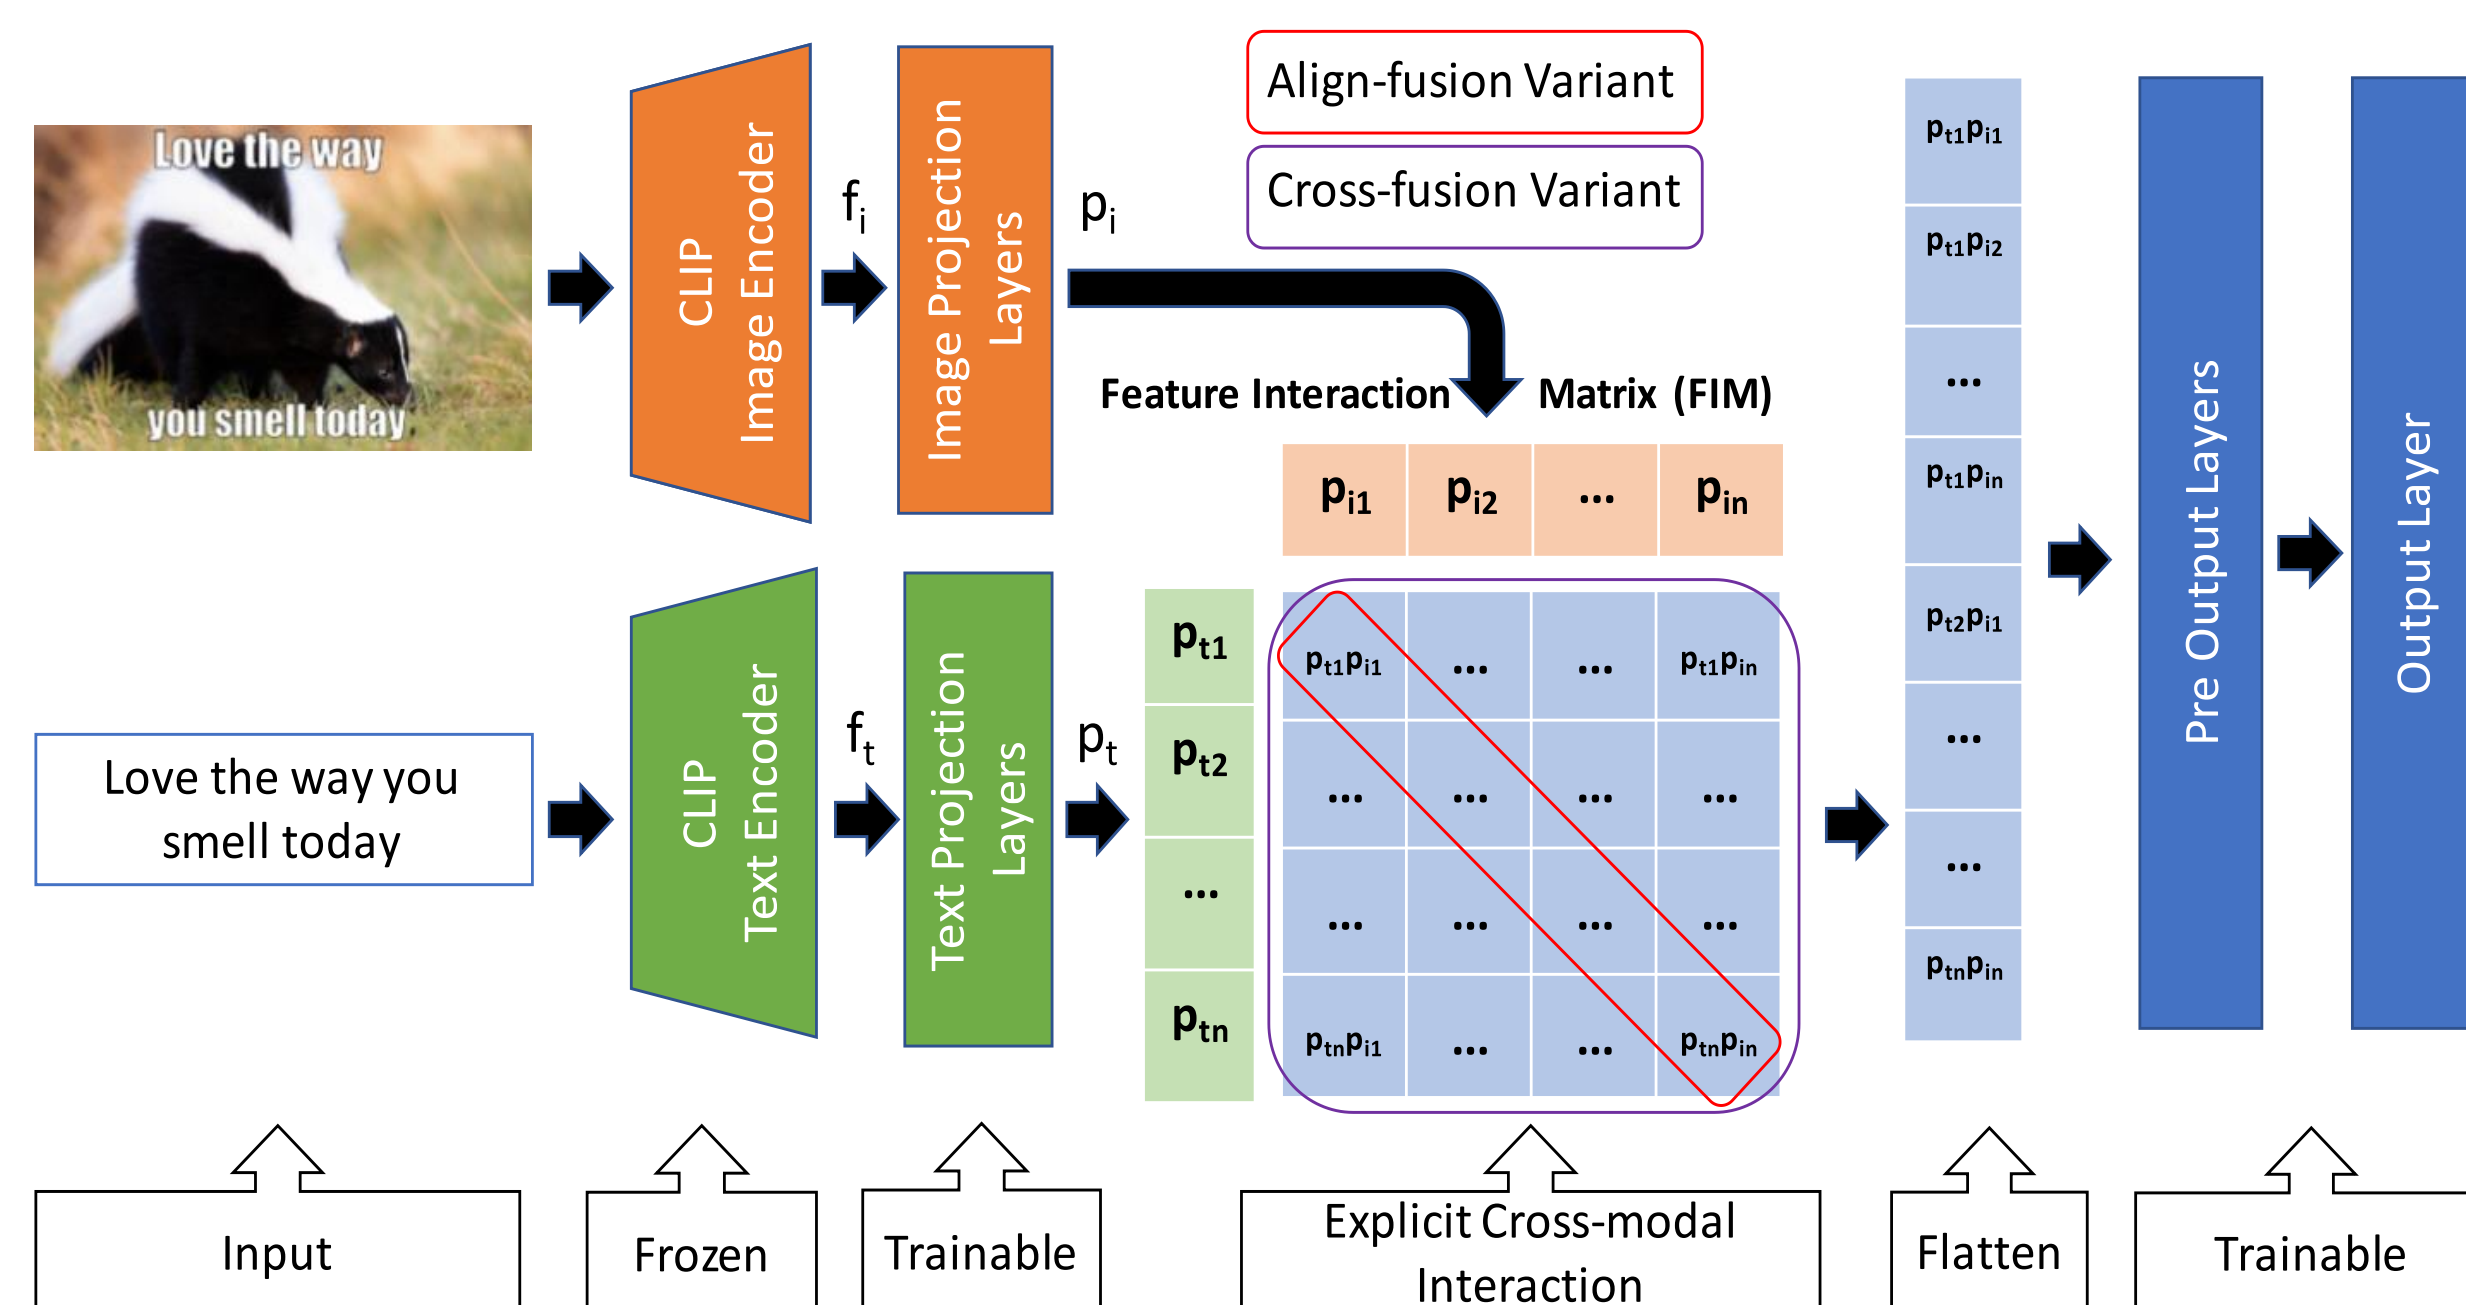 Love the way
you smell today
CLIP
Image Encoder
f_i
Image Projection
Layers
p_i
Align-fusion Variant
Cross-fusion Variant
Feature Interaction Matrix (FIM)
p_i1 p_i2 ... p_in
Love the way you
smell today
CLIP
Text Encoder
f_t
Text Projection
Layers
p_t
p_t1
p_t2
...
p_tn
p_t1p_i1 ... ... p_t1p_in
... ... ... ...
... ... ... ...
p_tnp_i1 ... ... p_tnp_in
p_t1p_i1
p_t1p_i2
...
p_t1p_in
p_t2p_i1
...
...
p_tnp_in
Pre Output Layers
Output Layer
Input
Frozen
Trainable
Explicit Cross-modal
Interaction
Flatten
Trainable